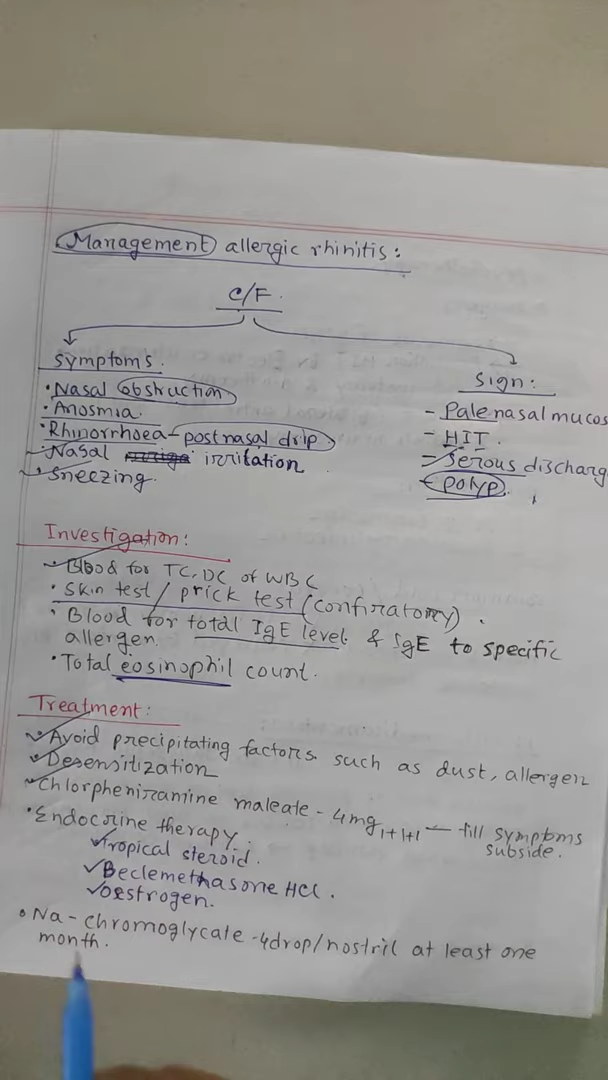 Management allergic rhinitis:
C/F.
symptoms.
• Nasal obstruction
• Anosmia.
• Rhinorrhoea - postnasal drip.
- Nasal irritation
- Sneezing.
Sign:
- Pale nasal mucos
- HIT.
- Serous discharg
- polyp.
Investigation:
• Blood for TC, DC of WBC
• Skin test / prick test (confiratory).
• Blood for total IgE level & IgE to specific
allergen.
• Total eosinophil count.
Treatment:
• Avoid precipitating factors such as dust, allergen
• Desensitization
• Chlorpheniramine maleate - 4mg 1+1+1 — till symptoms
subside.
• Endocrine therapy.
✓ Tropical steroid.
✓ Beclemethasone HCl.
✓ Oestrogen.
• Na - chromoglycate - 4drop/nostril at least one
month.